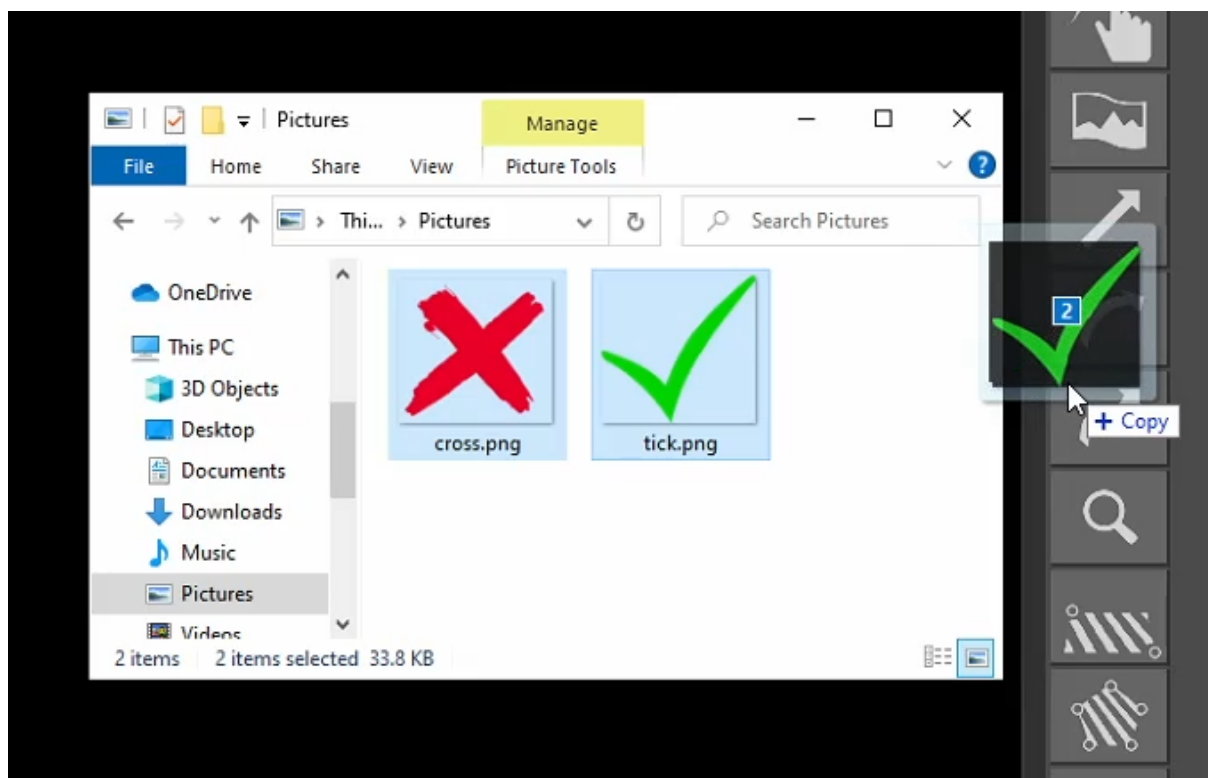 Pictures
Manage
File Home Share View Picture Tools
Thi... Pictures
Search Pictures
OneDrive
This PC
3D Objects
Desktop
Documents
Downloads
Music
Pictures
Videos
cross.png
tick.png
2
+ Copy
2 items 2 items selected 33.8 KB